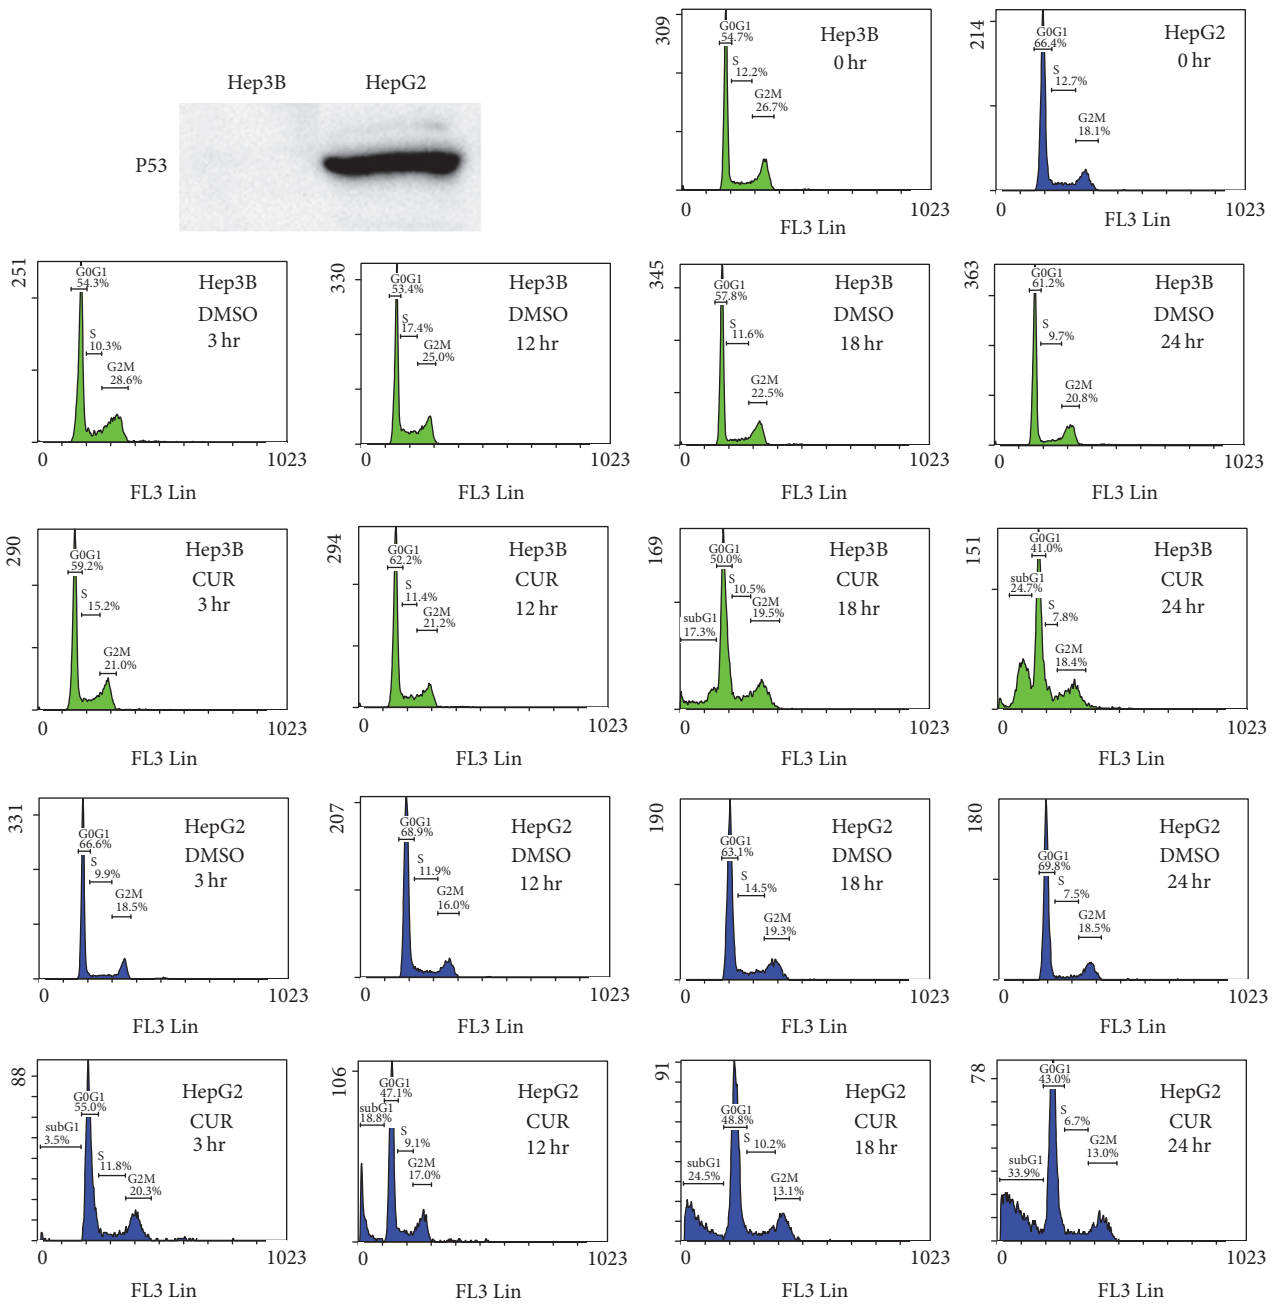 Hep3B
HepG2
P53
309
G0G1
54.7%
S
12.2%
G2M
26.7%
Hep3B
0 hr
0
1023
FL3 Lin
214
G0G1
66.4%
S
12.7%
G2M
18.1%
HepG2
0 hr
0
1023
FL3 Lin
251
G0G1
54.3%
S
10.3%
G2M
28.6%
Hep3B
DMSO
3 hr
0
1023
FL3 Lin
330
G0G1
53.4%
S
17.4%
G2M
25.0%
Hep3B
DMSO
12 hr
0
1023
FL3 Lin
345
G0G1
57.8%
S
11.6%
G2M
22.5%
Hep3B
DMSO
18 hr
0
1023
FL3 Lin
363
G0G1
61.2%
S
9.7%
G2M
20.8%
Hep3B
DMSO
24 hr
0
1023
FL3 Lin
290
G0G1
59.2%
S
15.2%
G2M
21.0%
Hep3B
CUR
3 hr
0
1023
FL3 Lin
294
G0G1
62.2%
S
11.4%
G2M
21.2%
Hep3B
CUR
12 hr
0
1023
FL3 Lin
169
G0G1
50.0%
S
10.5%
G2M
19.5%
subG1
17.3%
Hep3B
CUR
18 hr
0
1023
FL3 Lin
151
G0G1
41.0%
subG1
24.7%
S
7.8%
G2M
18.4%
Hep3B
CUR
24 hr
0
1023
FL3 Lin
331
G0G1
66.6%
S
9.9%
G2M
18.5%
HepG2
DMSO
3 hr
0
1023
FL3 Lin
207
G0G1
68.9%
S
11.9%
G2M
16.0%
HepG2
DMSO
12 hr
0
1023
FL3 Lin
190
G0G1
63.1%
S
14.5%
G2M
19.3%
HepG2
DMSO
18 hr
0
1023
FL3 Lin
180
G0G1
69.8%
S
7.5%
G2M
18.5%
HepG2
DMSO
24 hr
0
1023
FL3 Lin
88
G0G1
55.0%
subG1
3.5%
S
11.8%
G2M
20.3%
HepG2
CUR
3 hr
0
1023
FL3 Lin
106
G0G1
47.1%
subG1
18.8%
S
9.1%
G2M
17.0%
HepG2
CUR
12 hr
0
1023
FL3 Lin
91
G0G1
48.8%
S
10.2%
subG1
24.5%
G2M
13.1%
HepG2
CUR
18 hr
0
1023
FL3 Lin
78
G0G1
43.0%
S
6.7%
G2M
13.0%
subG1
33.9%
HepG2
CUR
24 hr
0
1023
FL3 Lin